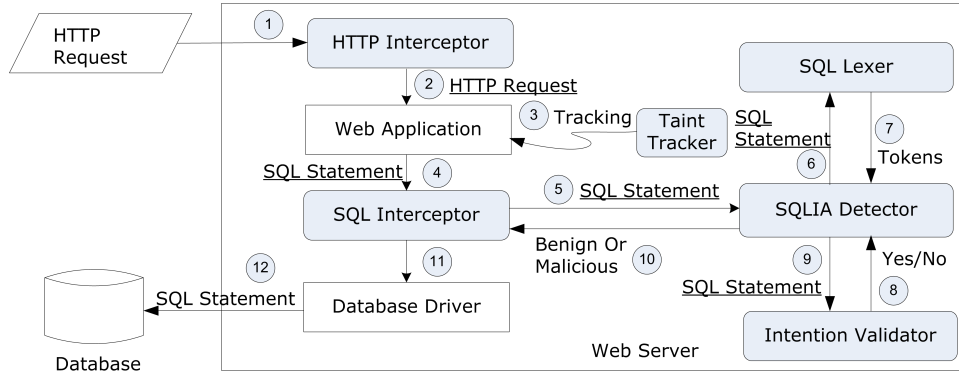 1
HTTP
Request
HTTP Interceptor
2
HTTP Request
SQL Lexer
3
Tracking
Taint
Tracker
SQL
Statement
Web Application
7
Tokens
6
SQL Statement
4
5
SQL Statement
SQL Interceptor
SQLIA Detector
Benign Or
Malicious
10
11
9
Yes/No
12
SQL Statement
SQL Statement
8
Database Driver
Intention Validator
Web Server
Database